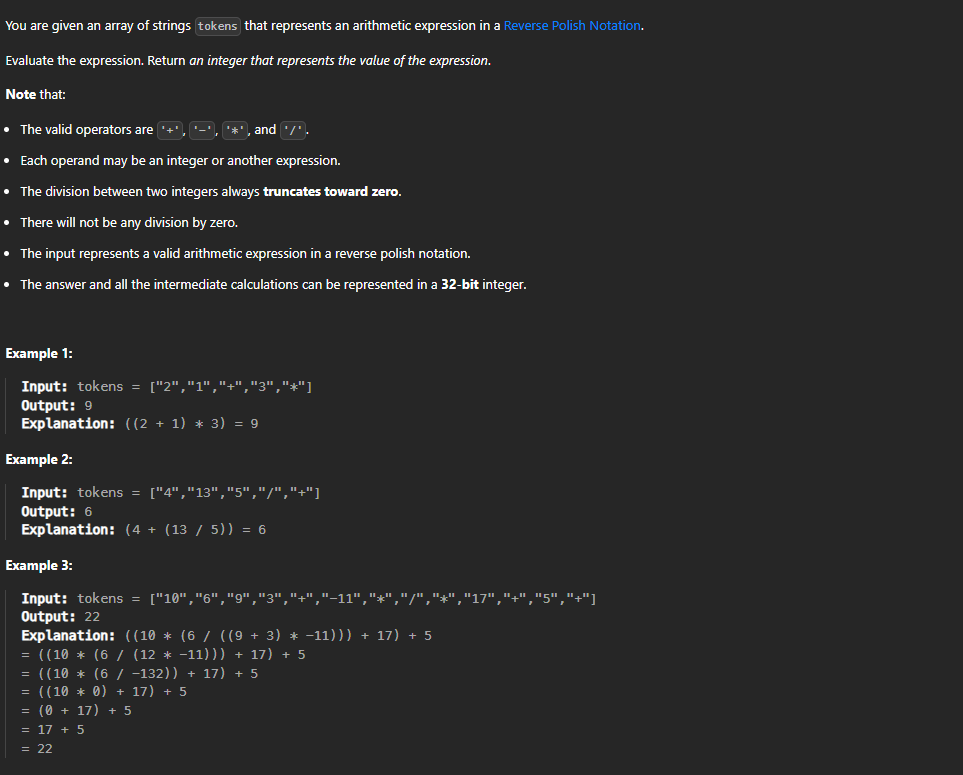 You are given an array of strings tokens that represents an arithmetic expression in a Reverse Polish Notation.
Evaluate the expression. Return an integer that represents the value of the expression.
Note that:
• The valid operators are '+', '-', '*', and '/'.
• Each operand may be an integer or another expression.
• The division between two integers always truncates toward zero.
• There will not be any division by zero.
• The input represents a valid arithmetic expression in a reverse polish notation.
• The answer and all the intermediate calculations can be represented in a 32-bit integer.
Example 1:
Input: tokens = ["2","1","+","3","*"]
Output: 9
Explanation: ((2 + 1) * 3) = 9
Example 2:
Input: tokens = ["4","13","5","/","+"]
Output: 6
Explanation: (4 + (13 / 5)) = 6
Example 3:
Input: tokens = ["10","6","9","3","+","-11","*","/","*","17","+","5","+"]
Output: 22
Explanation: ((10 * (6 / ((9 + 3) * -11))) + 17) + 5
= ((10 * (6 / (12 * -11))) + 17) + 5
= ((10 * (6 / -132)) + 17) + 5
= ((10 * 0) + 17) + 5
= (0 + 17) + 5
= 17 + 5
= 22